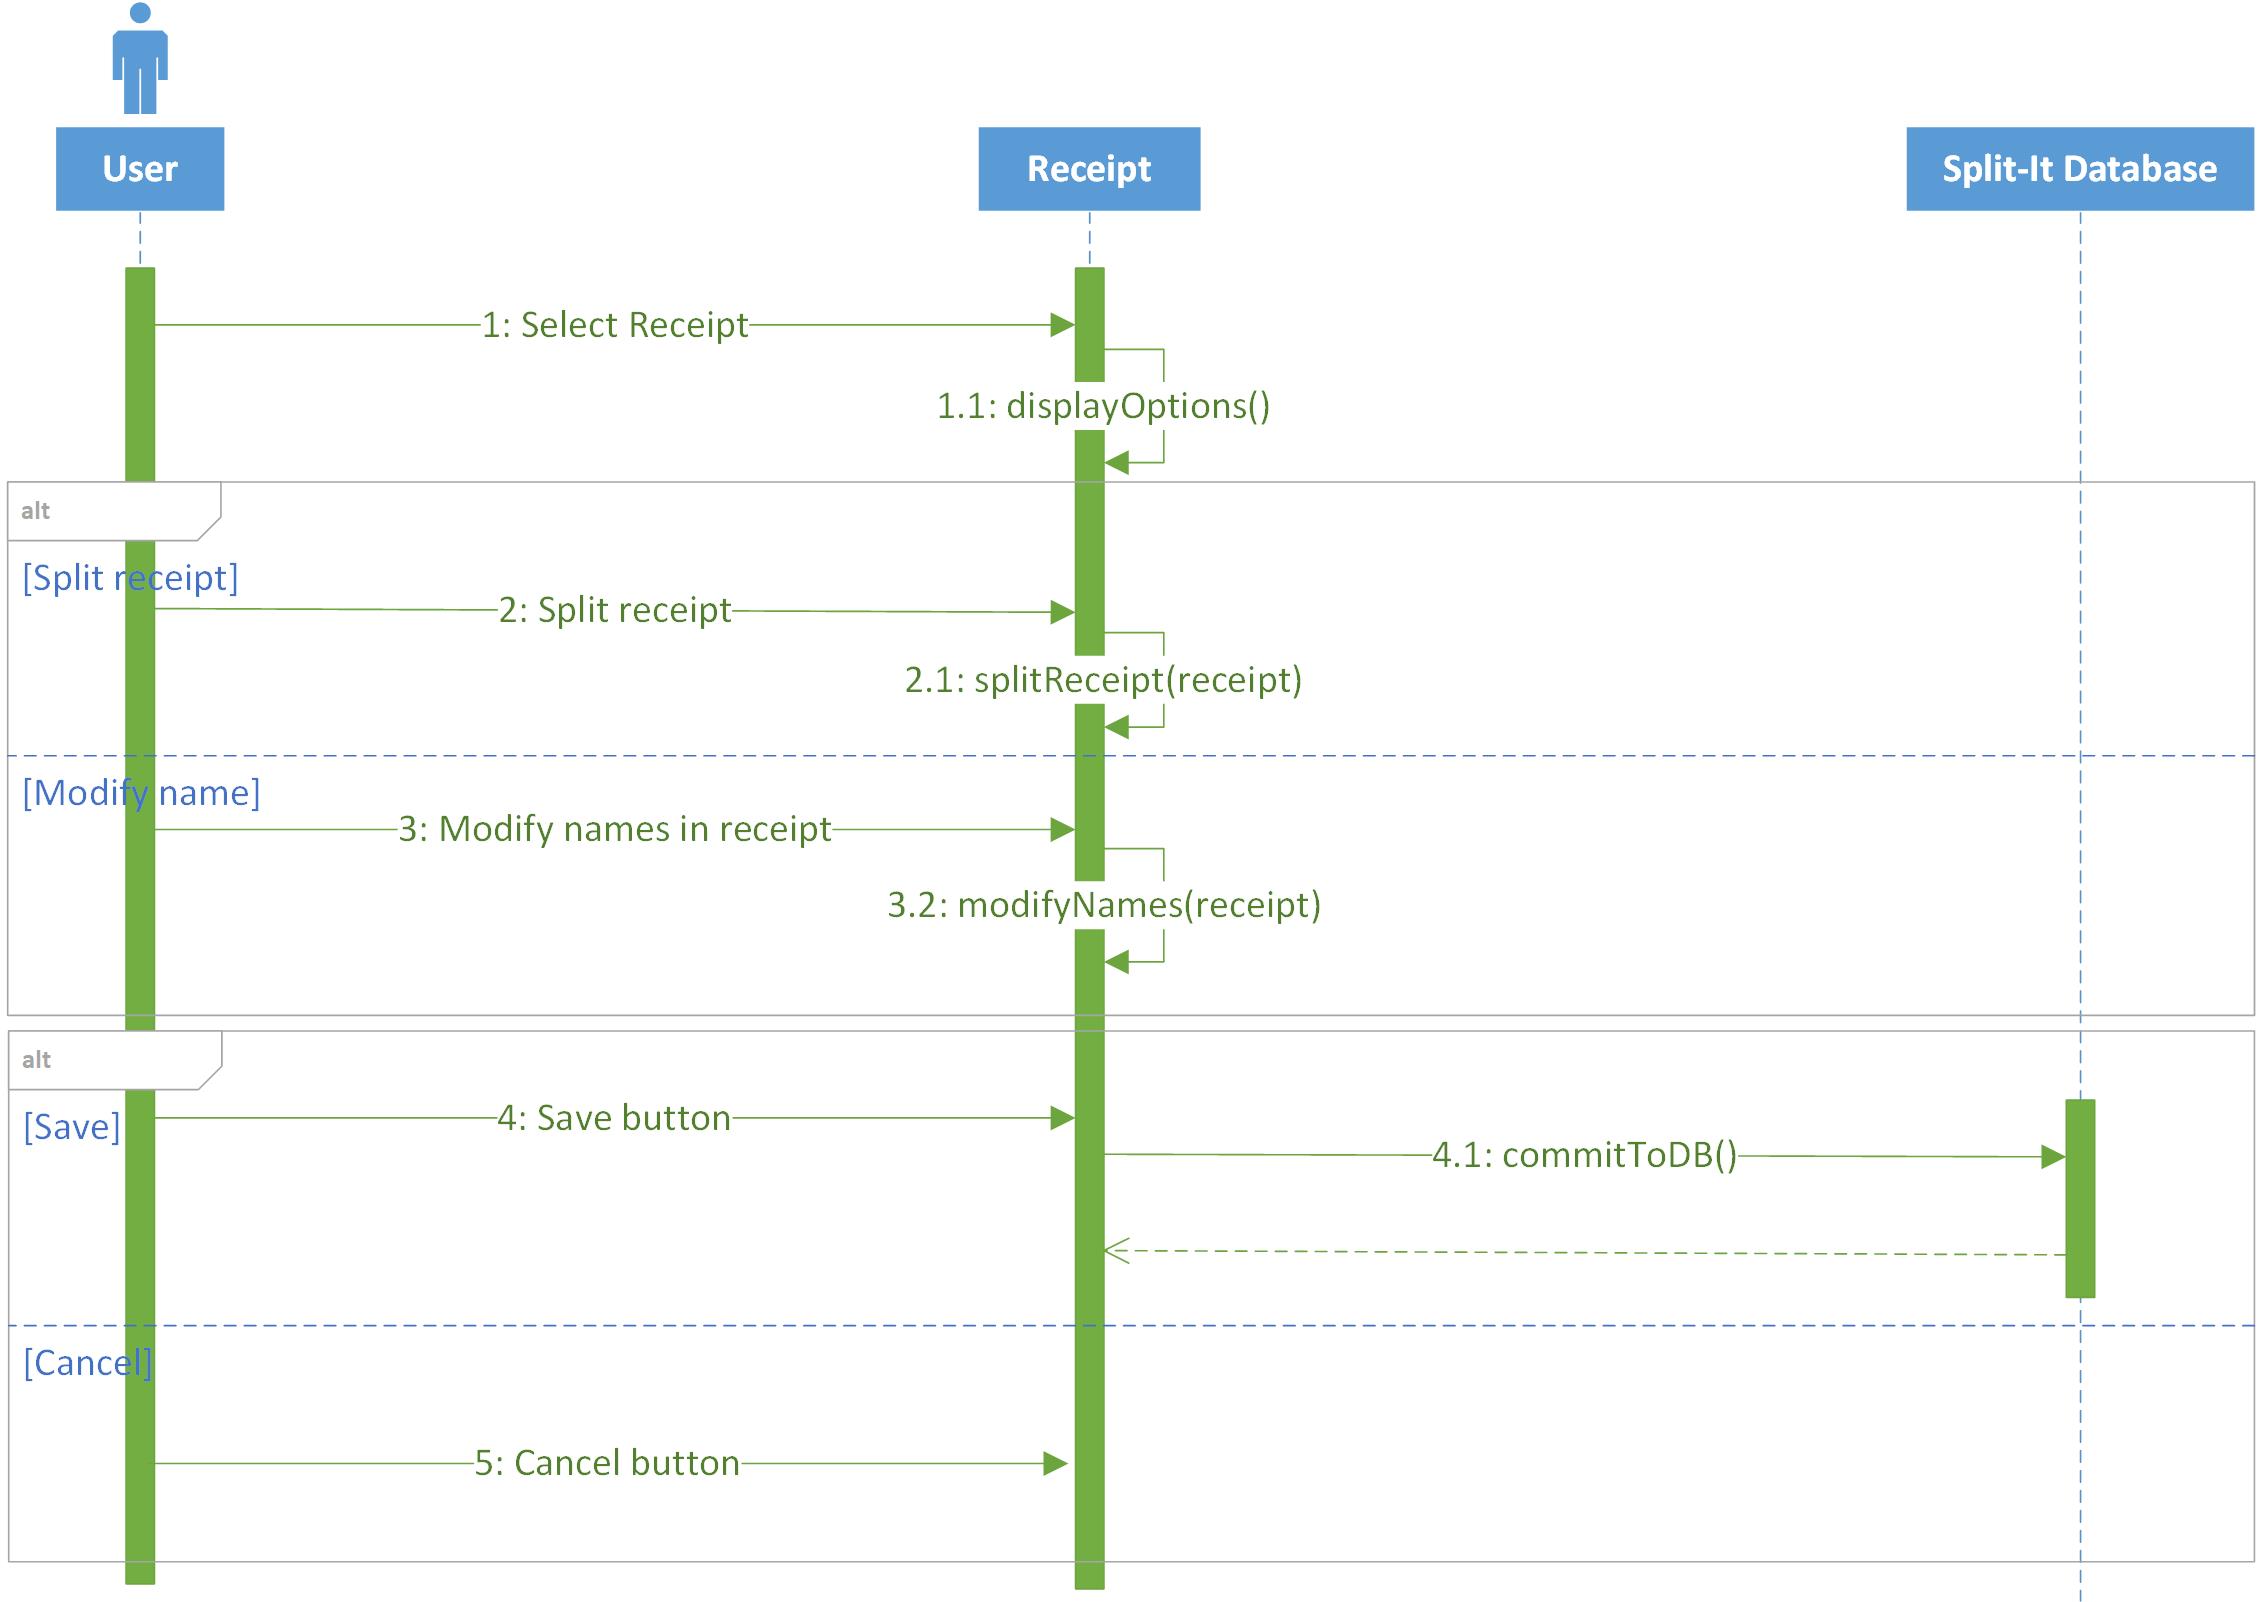 User
Receipt
Split-It Database
1: Select Receipt
1.1: displayOptions()
alt
[Split receipt]
2: Split receipt
2.1: splitReceipt(receipt)
[Modify name]
3: Modify names in receipt
3.2: modifyNames(receipt)
alt
[Save]
4: Save button
4.1: commitToDB()
[Cancel]
5: Cancel button